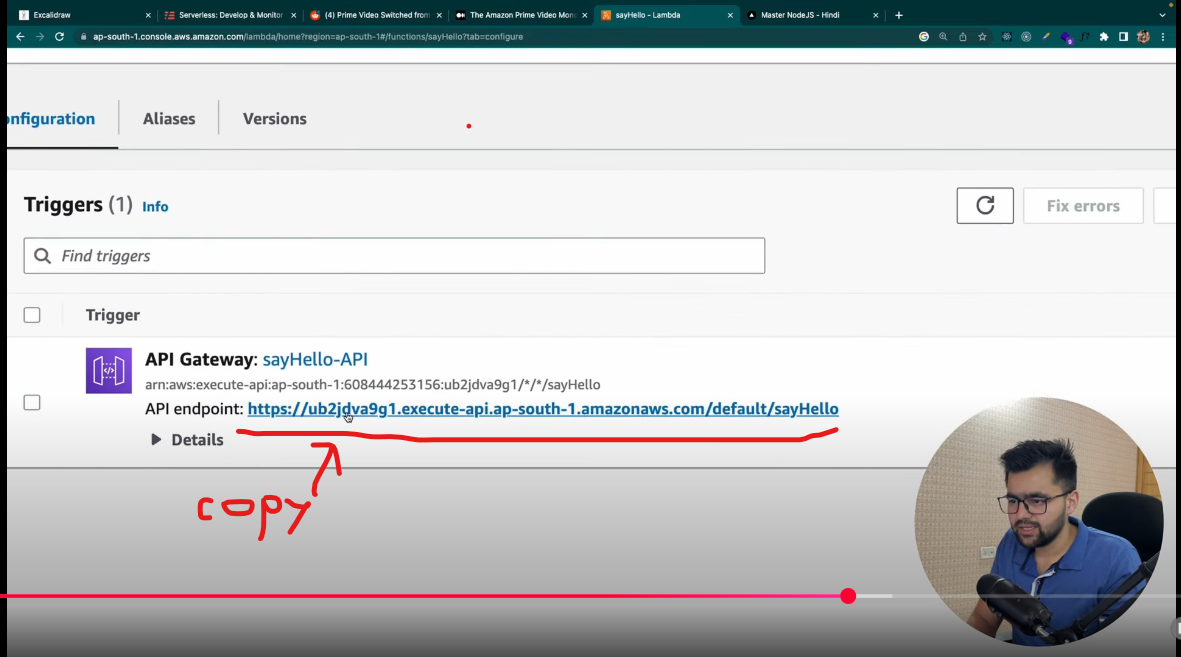 Excalidraw
Serverless: Develop & Monitor
(4) Prime Video Switched from
The Amazon Prime Video Mon
sayHello - Lambda
Master NodeJS - Hindi
ap-south-1.console.aws.amazon.com/lambda/home?region=ap-south-1#/functions/sayHello?tab=configure
onfiguration
Aliases
Versions
Triggers (1) Info
Fix errors
Find triggers
Trigger
API Gateway: sayHello-API
arn:aws:execute-api:ap-south-1:608444253156:ub2jdva9g1/*/*/sayHello
API endpoint: https://ub2jdva9g1.execute-api.ap-south-1.amazonaws.com/default/sayHello
Details
copy